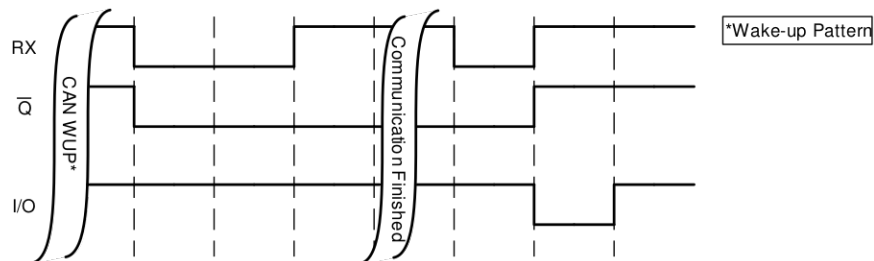 RX
Q̅
I/O
CAN WUP*
Communication Finished
*Wake-up Pattern